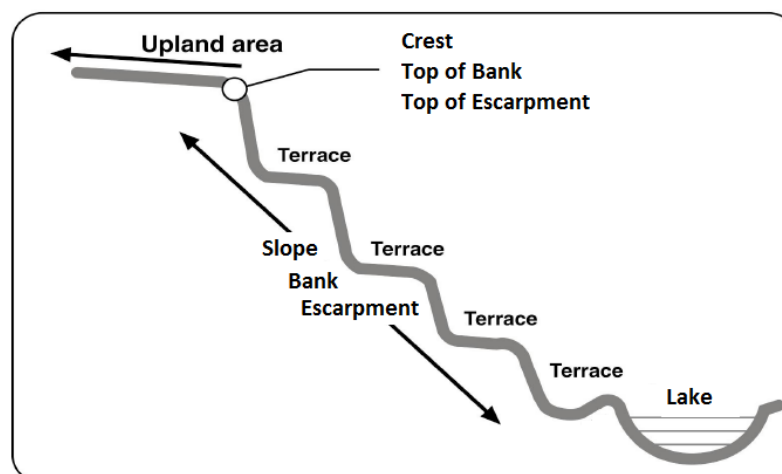 Upland area
Crest
Top of Bank
Top of Escarpment
Terrace
Slope
Bank
Escarpment
Terrace
Terrace
Terrace
Lake